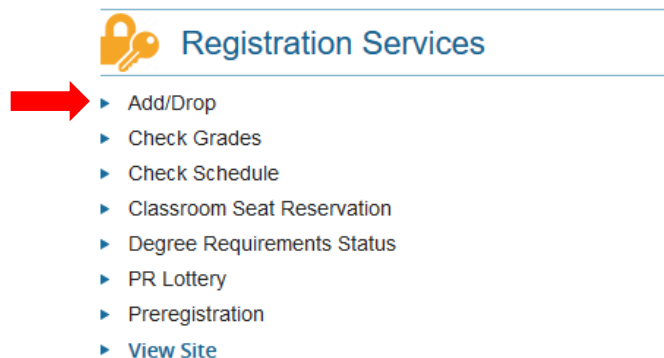 Registration Services
Add/Drop
Check Grades
Check Schedule
Classroom Seat Reservation
Degree Requirements Status
PR Lottery
Preregistration
View Site